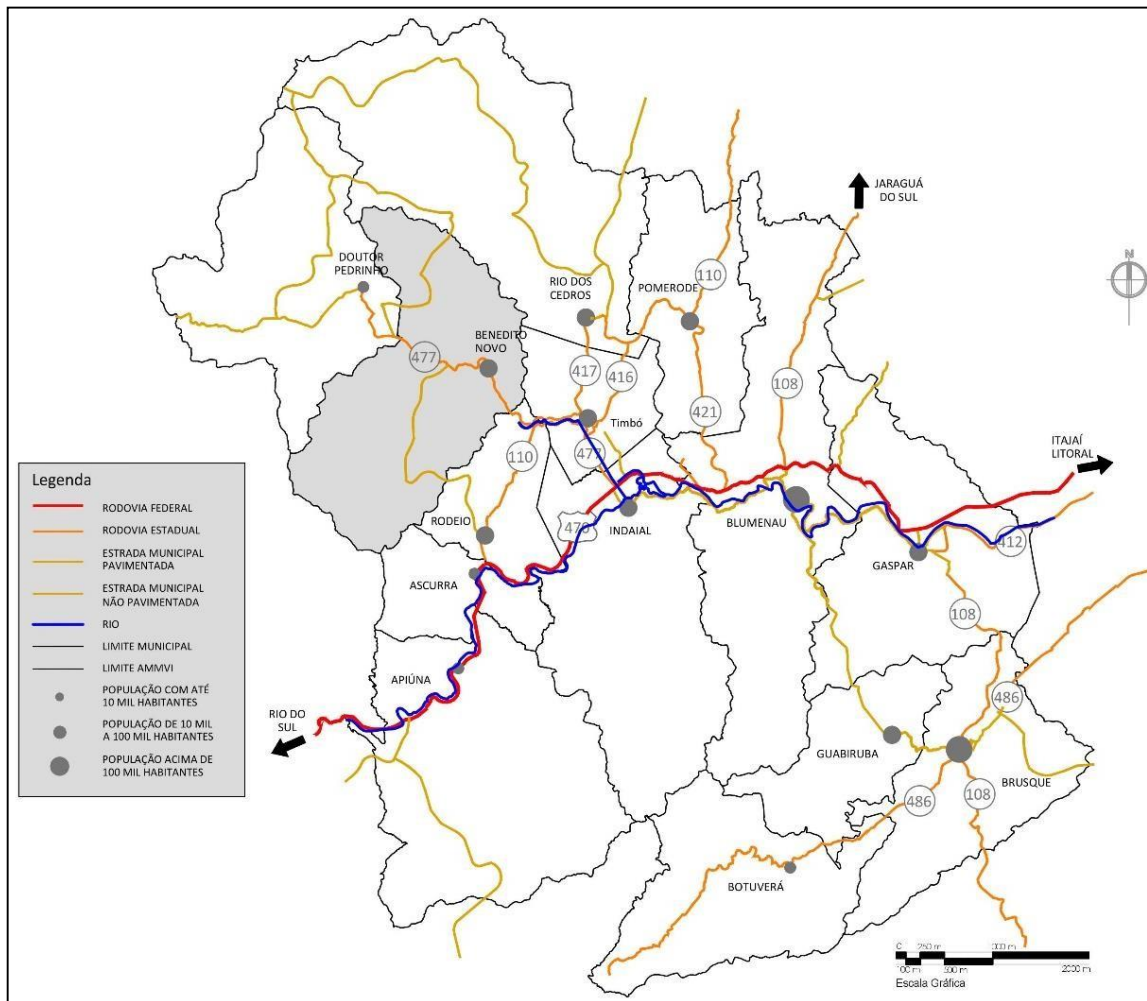 JARAGUÁ
DO SUL
N
DOUTOR
PEDRINHO
RIO DOS
CEDROS
POMERODE
110
BENEDITO
NOVO
477
417
416
108
421
Timbó
ITAJAÍ
LITORAL
110
477
Legenda
RODOVIA FEDERAL
RODOVIA ESTADUAL
ESTRADA MUNICIPAL
PAVIMENTADA
ESTRADA MUNICIPAL
NÃO PAVIMENTADA
RIO
LIMITE MUNICIPAL
LIMITE AMMVI
POPULAÇÃO COM ATÉ
10 MIL HABITANTES
POPULAÇÃO DE 10 MIL
A 100 MIL HABITANTES
POPULAÇÃO ACIMA DE
100 MIL HABITANTES
RODEIO
INDAIAL
BLUMENAU
412
GASPAR
ASCURRA
108
APIÚNA
RIO DO
SUL
486
GUABIRUBA
BRUSQUE
486
108
BOTUVERÁ
250 m
100 m
2000 m
Escala Gráfica